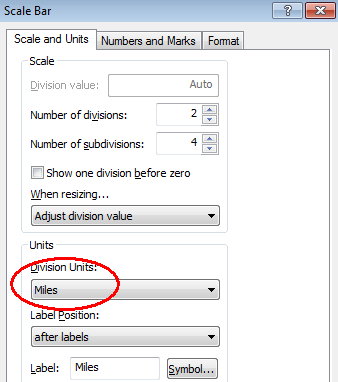 Scale Bar
?
Scale and Units Numbers and Marks Format
Scale
Division value: Auto
Number of divisions: 2
Number of subdivisions: 4
Show one division before zero
When resizing...
Adjust division value
Units
Division Units:
Miles
Label Position:
after labels
Label: Miles Symbol...